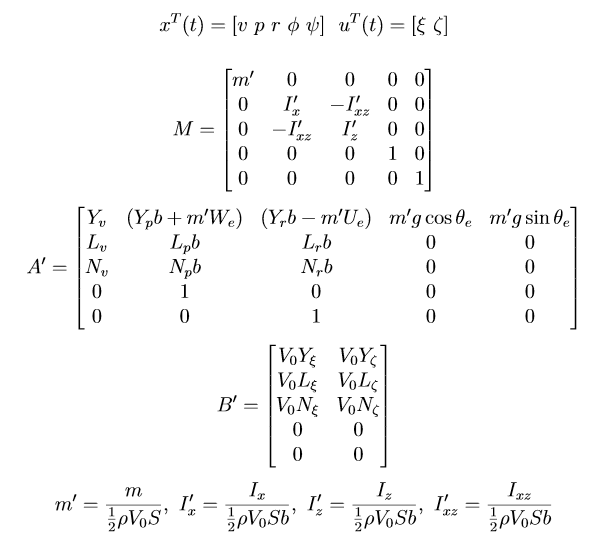 x^T(t) = [v p r ϕ ψ]  u^T(t) = [ξ ζ]
M = [m′ 0 0 0 0
0 I′_x −I′_xz 0 0
0 −I′_xz I′_z 0 0
0 0 0 1 0
0 0 0 0 1]
A′ = [Y_v (Y_p b + m′W_e) (Y_r b − m′U_e) m′g cos θ_e m′g sin θ_e
L_v L_p b L_r b 0 0
N_v N_p b N_r b 0 0
0 1 0 0 0
0 0 1 0 0]
B′ = [V_0 Y_ξ V_0 Y_ζ
V_0 L_ξ V_0 L_ζ
V_0 N_ξ V_0 N_ζ
0 0
0 0]
m′ = m / (½ρV_0 S), I′_x = I_x / (½ρV_0 Sb), I′_z = I_z / (½ρV_0 Sb), I′_xz = I_xz / (½ρV_0 Sb)